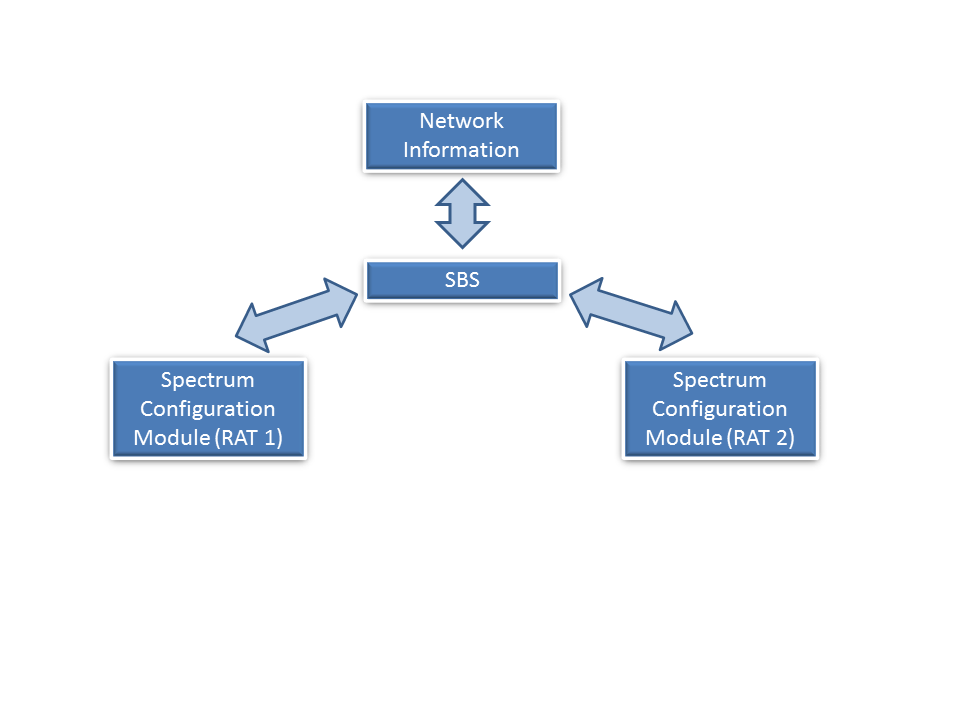 Network
Information
SBS
Spectrum
Configuration
Module (RAT 1)
Spectrum
Configuration
Module (RAT 2)